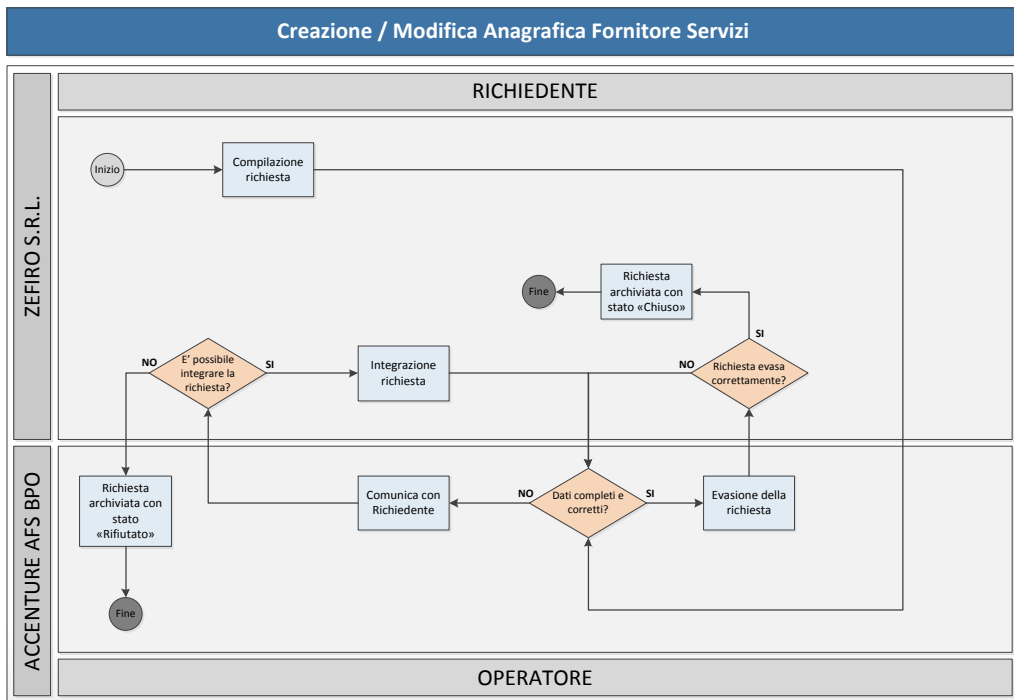 Creazione / Modifica Anagrafica Fornitore Servizi
ZEFIRO S.R.L.
RICHIEDENTE
Inizio
Compilazione
richiesta
Fine
Richiesta
archiviata con
stato «Chiuso»
SI
NO
E' possibile
integrare la
richiesta?
SI
Integrazione
richiesta
NO
Richiesta evasa
correttamente?
ACCENTURE AFS BPO
Richiesta
archiviata con
stato
«Rifiutato»
Comunica con
Richiedente
NO
Dati completi e
corretti?
SI
Evasione della
richiesta
Fine
OPERATORE